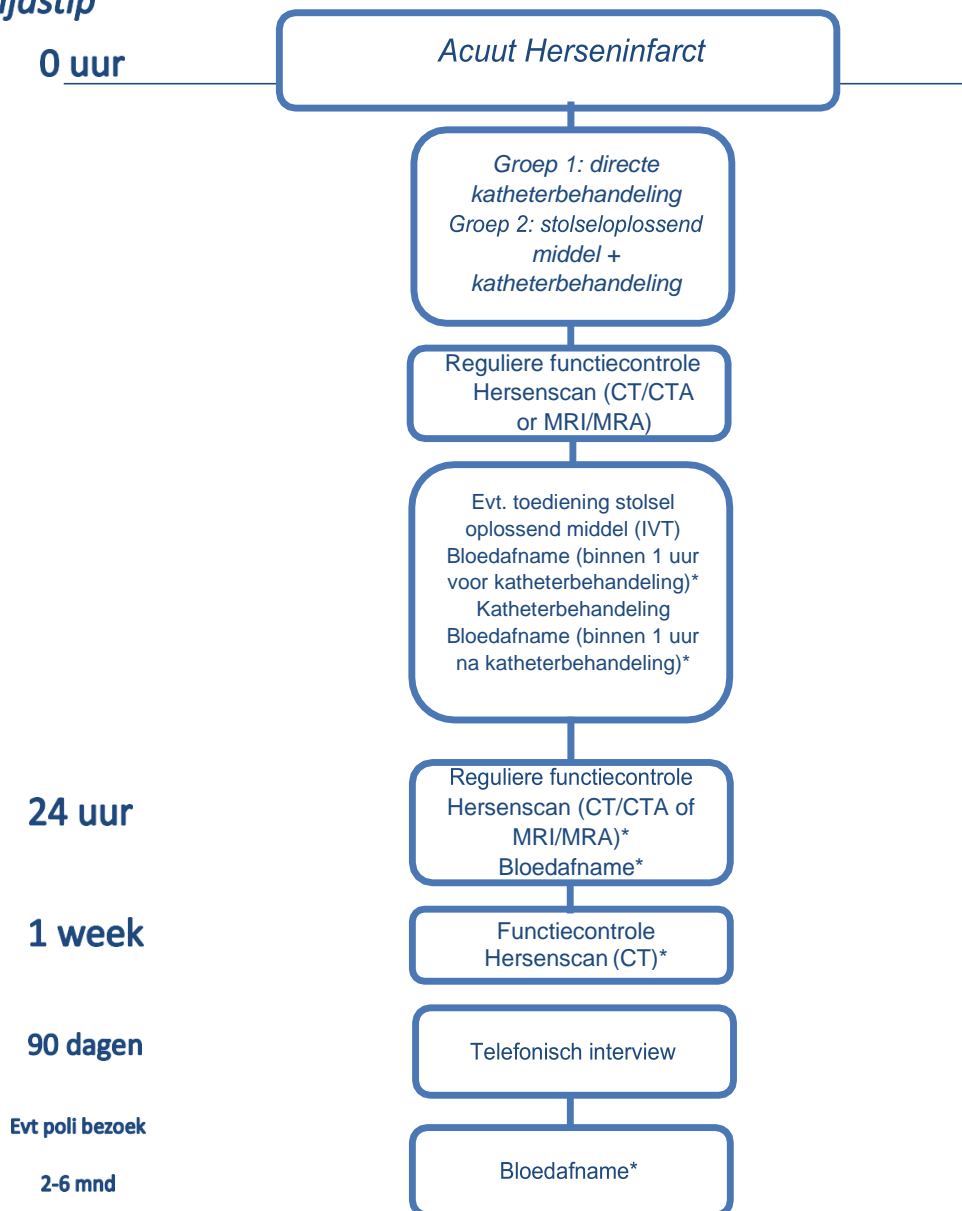 0 uur
Acuut Herseninfarct
Groep 1: directe
katheterbehandeling
Groep 2: stolseloplossend
middel +
katheterbehandeling
Reguliere functiecontrole
Hersenscan (CT/CTA
or MRI/MRA)
Evt. toediening stolsel
oplossend middel (IVT)
Bloedafname (binnen 1 uur
voor katheterbehandeling)*
Katheterbehandeling
Bloedafname (binnen 1 uur
na katheterbehandeling)*
24 uur
Reguliere functiecontrole
Hersenscan (CT/CTA of
MRI/MRA)*
Bloedafname*
1 week
Functiecontrole
Hersenscan (CT)*
90 dagen
Telefonisch interview
Evt poli bezoek
2-6 mnd
Bloedafname*